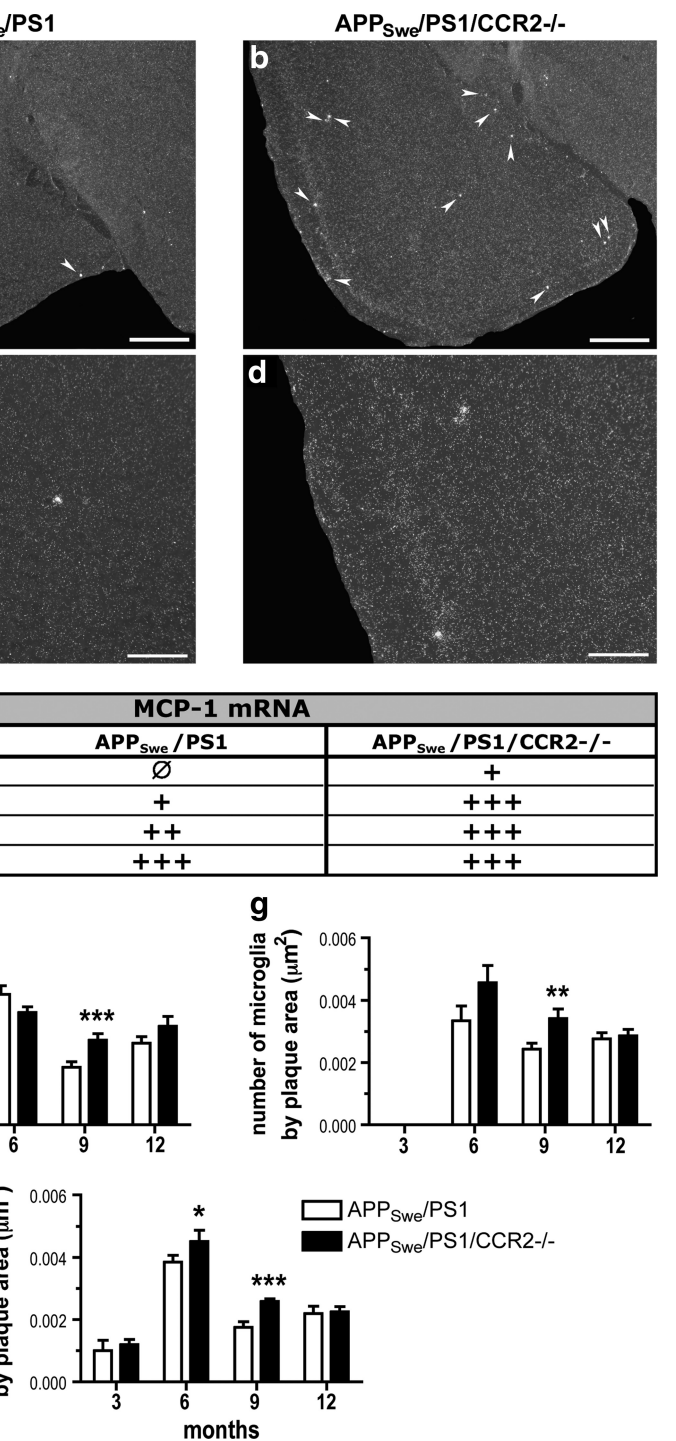 /PS1
APPSwe/PS1/CCR2-/-
b
d
MCP-1 mRNA
APPSwe /PS1
APPSwe /PS1/CCR2-/-
Ø
+
+
+++
++
+++
+++
+++
***
6
9
12
g
number of microglia
by plaque area (μm²)
0.006
0.004
0.002
0.000
**
3
6
9
12
by plaque area (μm²)
0.006
0.004
0.002
0.000
*
***
3
6
9
12
months
APPSwe/PS1
APPSwe/PS1/CCR2-/-